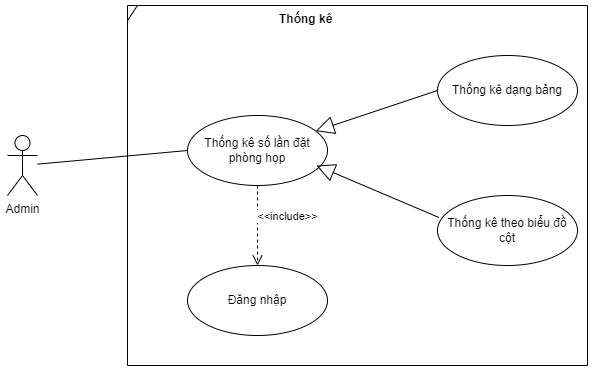 Thống kê
Thống kê dạng bảng
Thống kê số lần đặt
phòng họp
Admin
<<include>>
Thống kê theo biểu đồ
cột
Đăng nhập